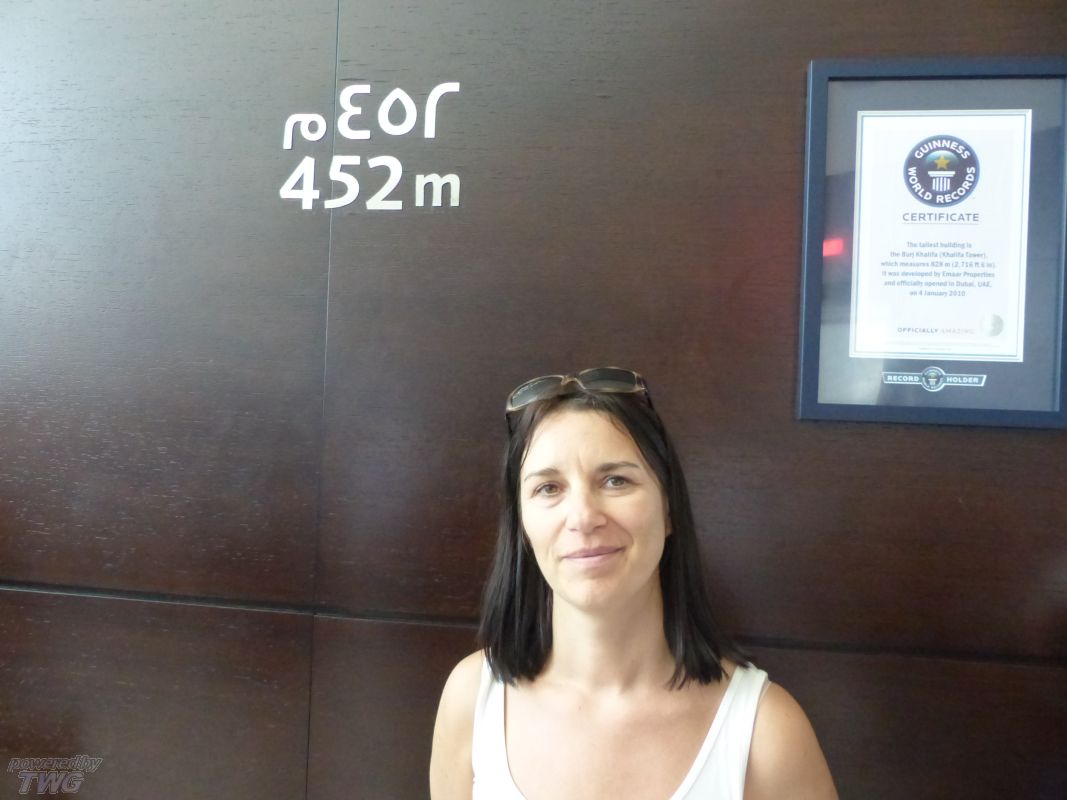 ٤٥٢م
452m
GUINNESS WORLD RECORDS
CERTIFICATE
The tallest building is
the Burj Khalifa (Khalifa Tower),
which measures 828 m (2,716 ft 6 in).
It was developed by Emaar Properties
and officially opened in Dubai, UAE,
on 4 January 2010
OFFICIALLY AMAZING
RECORD HOLDER
poweredby
TWG